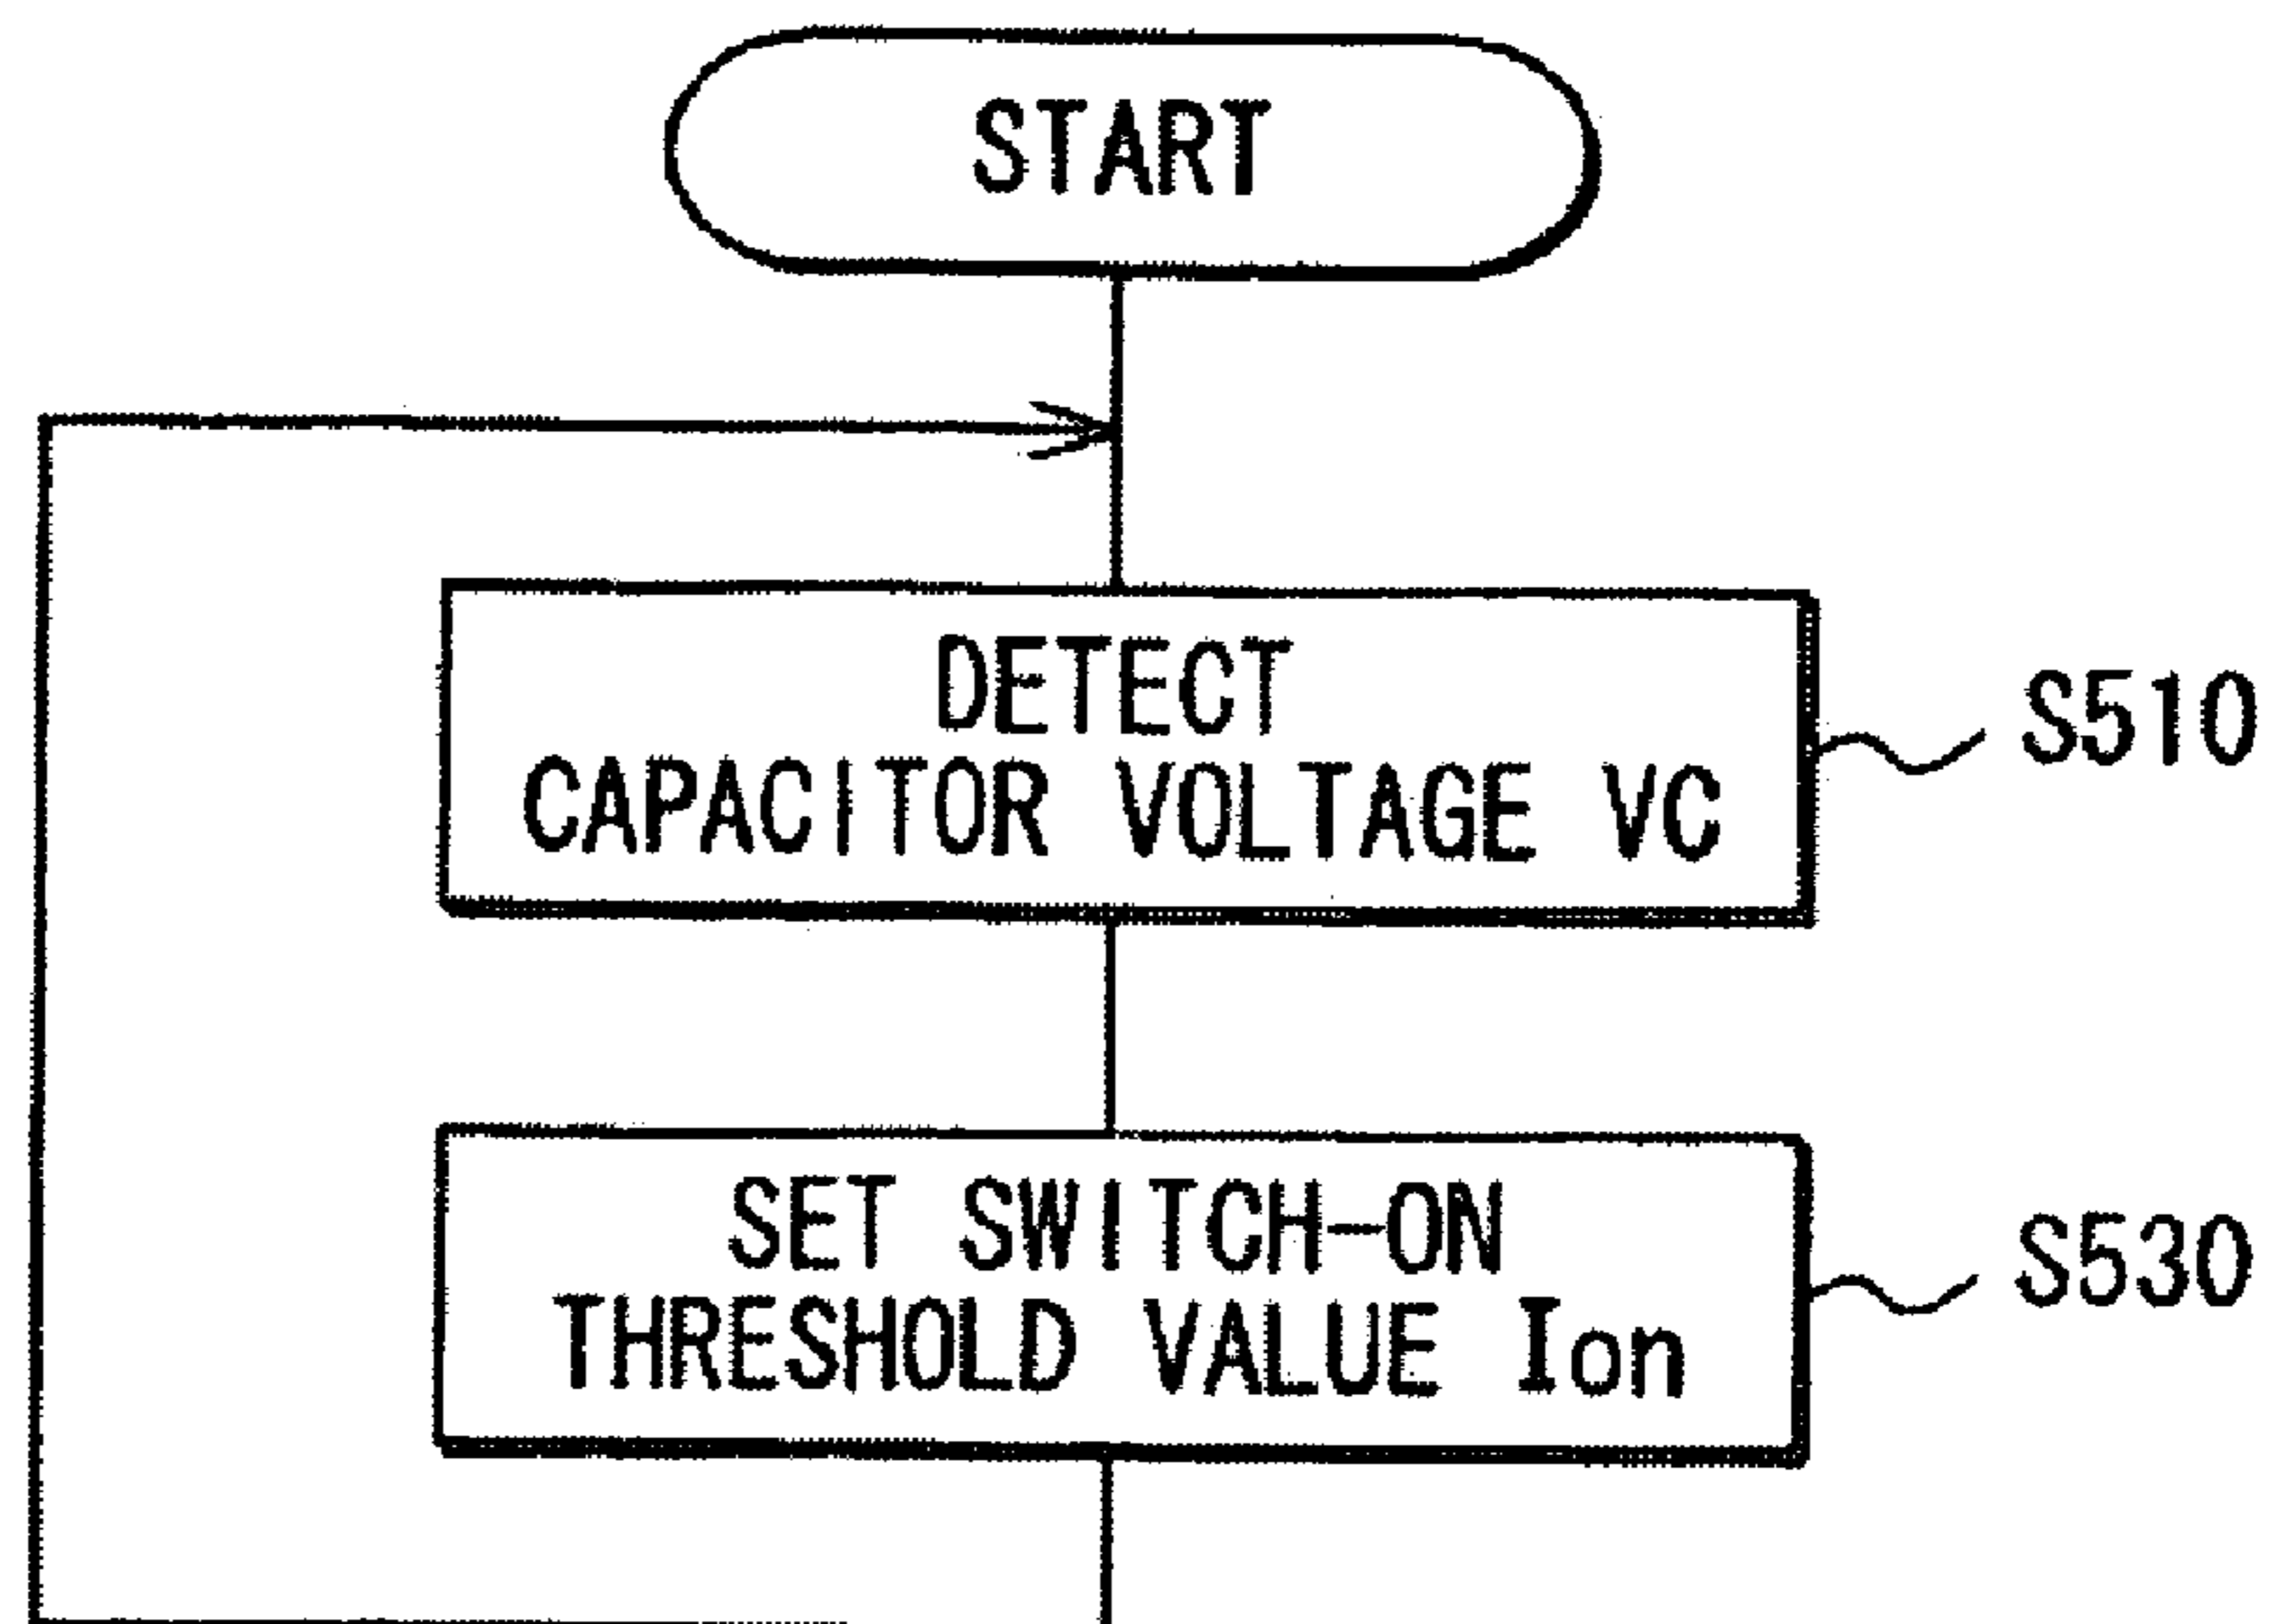 START
DETECT
CAPACITOR VOLTAGE VC
S510
SET SWITCH-ON
THRESHOLD VALUE Ion
S530